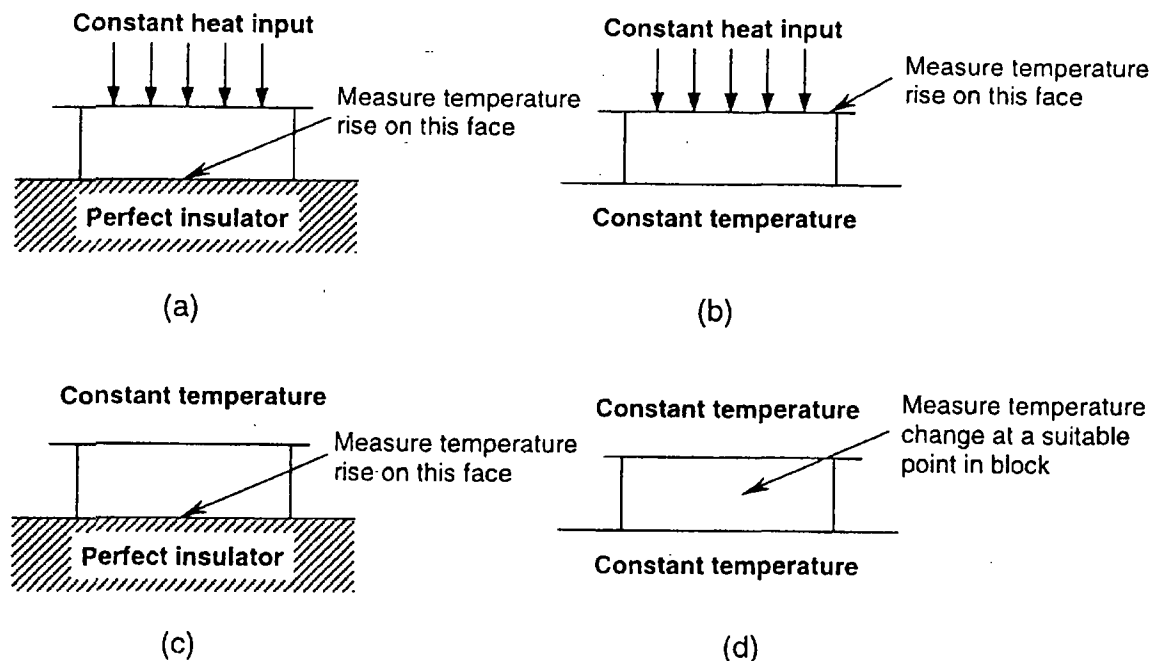 Constant heat input
Measure temperature
rise on this face
Perfect insulator
(a)
Constant heat input
Measure temperature
rise on this face
Constant temperature
(b)
Constant temperature
Measure temperature
rise on this face
Perfect insulator
(c)
Constant temperature
Measure temperature
change at a suitable
point in block
Constant temperature
(d)